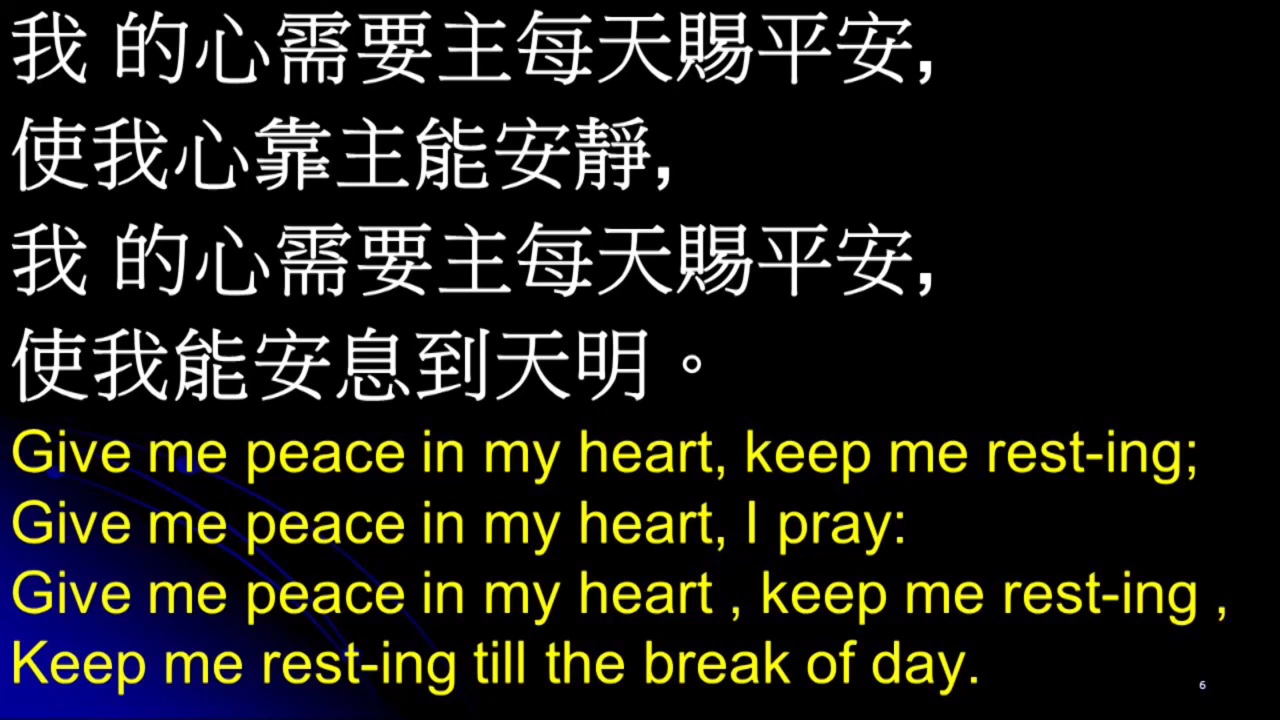 我 的心需要主每天賜平安,
使我心靠主能安靜,
我 的心需要主每天賜平安,
使我能安息到天明。
Give me peace in my heart, keep me rest-ing;
Give me peace in my heart, I pray:
Give me peace in my heart , keep me rest-ing ,
Keep me rest-ing till the break of day.
6